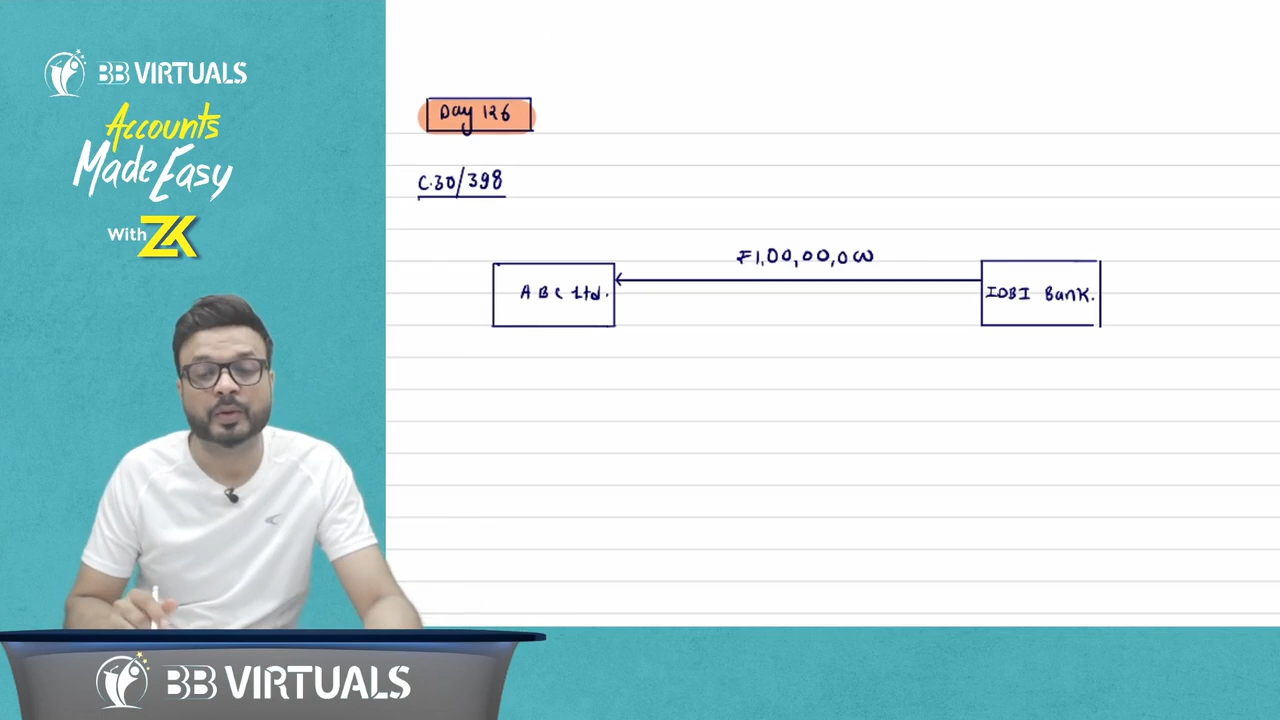 BB VIRTUALS
Accounts
Made Easy
With ZK
Day 126
C.30/398
₹1,00,00,000
ABC Ltd.
IDBI Bank.
BB VIRTUALS